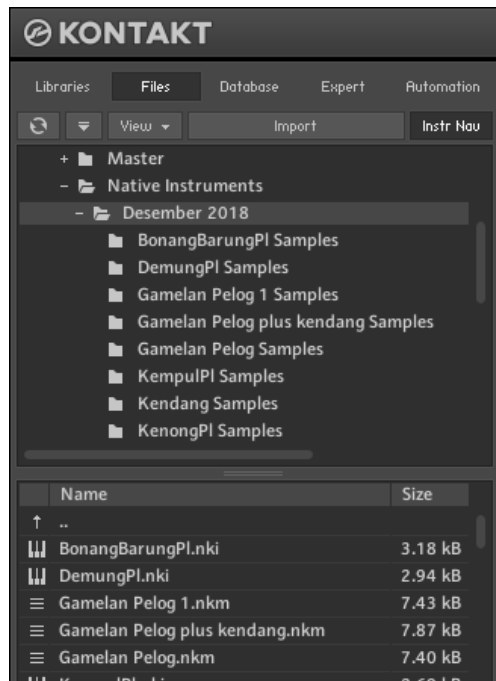 KONTAKT
Libraries Files Database Expert Automation
View Import Instr Nav
+ Master
– Native Instruments
– Desember 2018
BonangBarungPl Samples
DemungPl Samples
Gamelan Pelog 1 Samples
Gamelan Pelog plus kendang Samples
Gamelan Pelog Samples
KempulPl Samples
Kendang Samples
KenongPl Samples
Name Size
↑ ..
BonangBarungPl.nki 3.18 kB
DemungPl.nki 2.94 kB
Gamelan Pelog 1.nkm 7.43 kB
Gamelan Pelog plus kendang.nkm 7.87 kB
Gamelan Pelog.nkm 7.40 kB